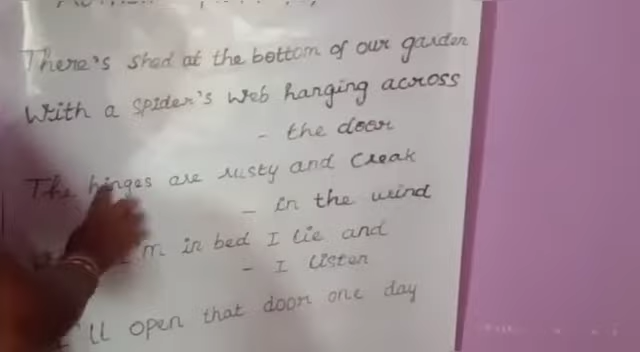 There's shed at the bottom of our garden
With a spider's web hanging across
- the door
The hinges are rusty and creak
- in the wind
in bed I lie and
- I listen
I'll open that door one day